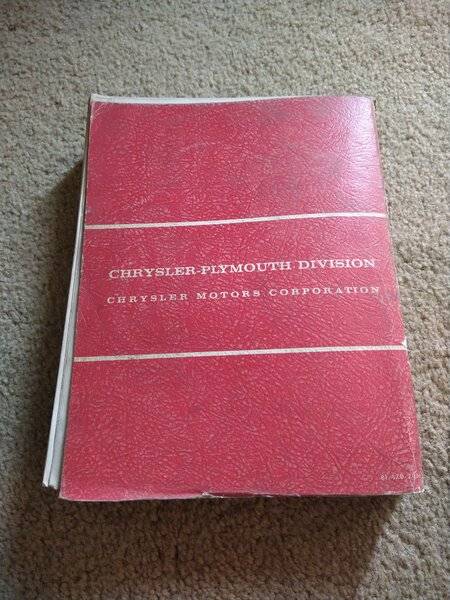 CHRYSLER-PLYMOUTH DIVISION
CHRYSLER MOTORS CORPORATION